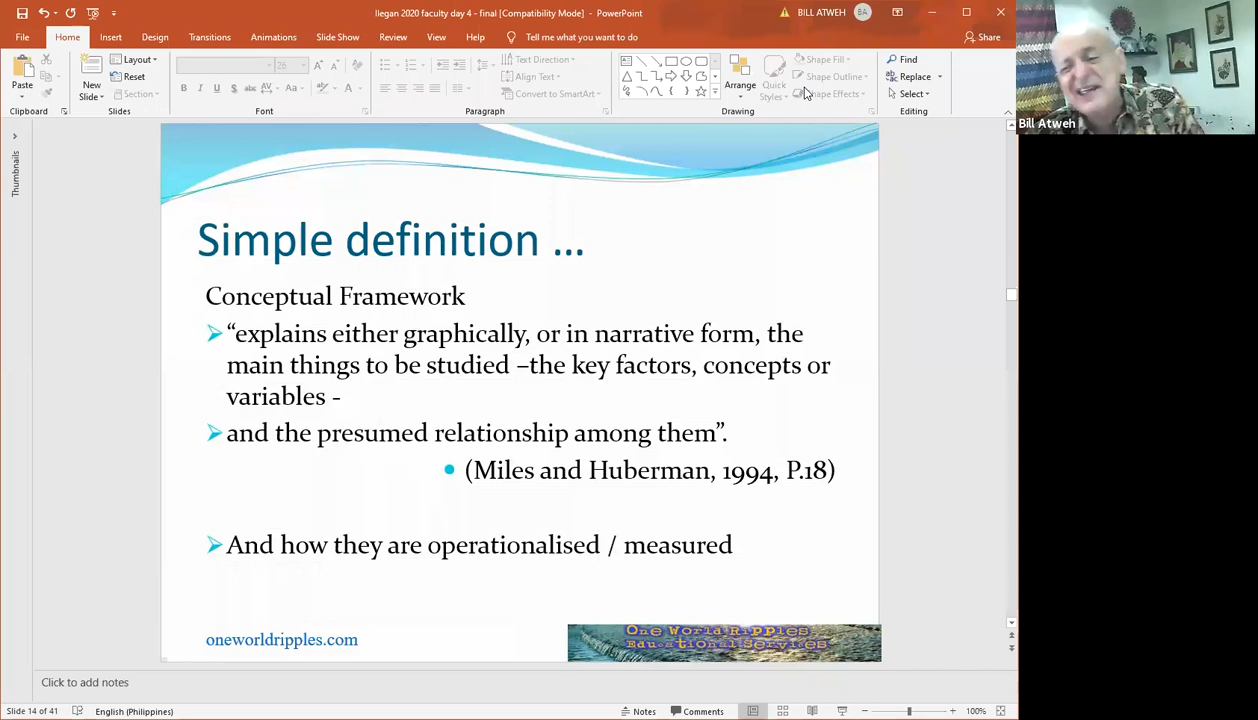 Ilegan 2020 faculty day 4 - final [Compatibility Mode] - PowerPoint
BILL ATWEH
BA
File
Home
Insert
Design
Transitions
Animations
Slide Show
Review
View
Help
Tell me what you want to do
Share
Paste
New
Slide
Layout
Reset
26
Text Direction
Align Text
Convert to SmartArt
Arrange
Quick
Styles
Shape Fill
Shape Outline
Shape Effects
Find
Replace
Select
Clipboard
Slides
Font
Paragraph
Drawing
Editing
Bill Atweh
Thumbnails
Simple definition ...
Conceptual Framework
“explains either graphically, or in narrative form, the
main things to be studied –the key factors, concepts or
variables -
and the presumed relationship among them”.
(Miles and Huberman, 1994, P.18)
And how they are operationalised / measured
oneworldripples.com
One World Ripples
Educational Services
Click to add notes
Slide 14 of 41
English (Philippines)
Notes
Comments
100%